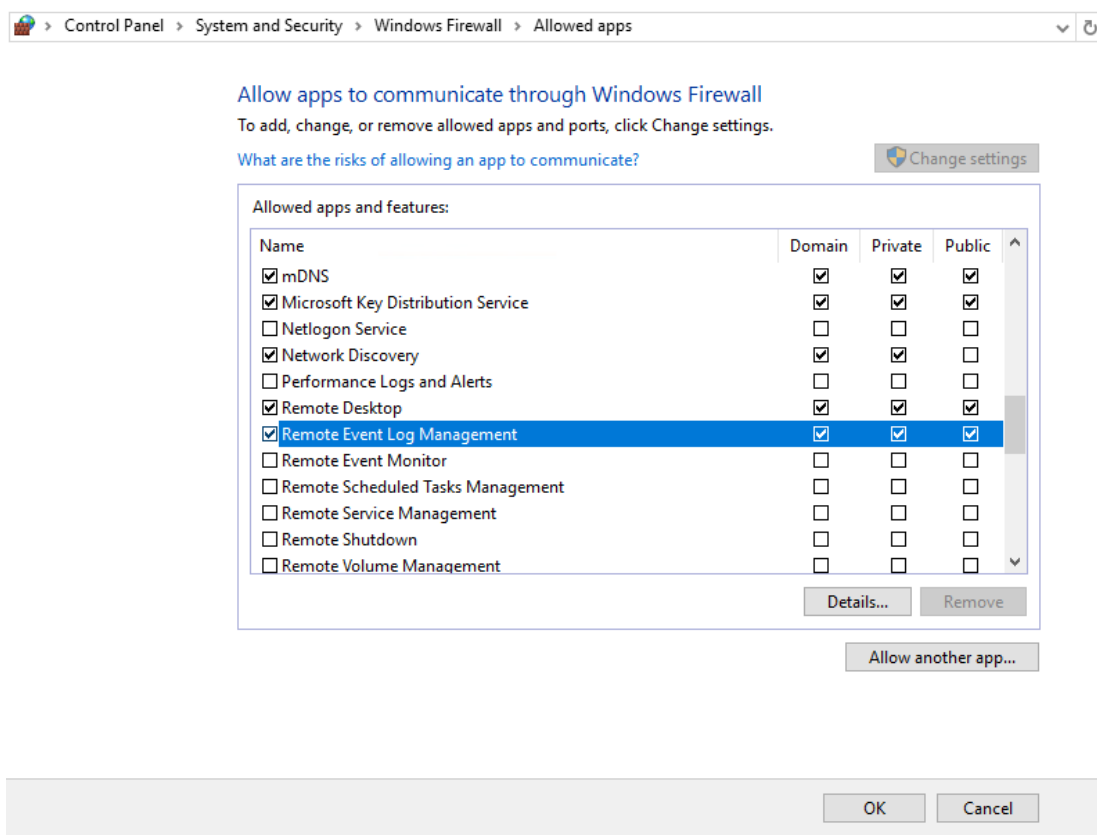 Control Panel > System and Security > Windows Firewall > Allowed apps
Allow apps to communicate through Windows Firewall
To add, change, or remove allowed apps and ports, click Change settings.
What are the risks of allowing an app to communicate?
Change settings
Allowed apps and features:
Name Domain Private Public
mDNS
Microsoft Key Distribution Service
Netlogon Service
Network Discovery
Performance Logs and Alerts
Remote Desktop
Remote Event Log Management
Remote Event Monitor
Remote Scheduled Tasks Management
Remote Service Management
Remote Shutdown
Remote Volume Management
Details... Remove
Allow another app...
OK Cancel